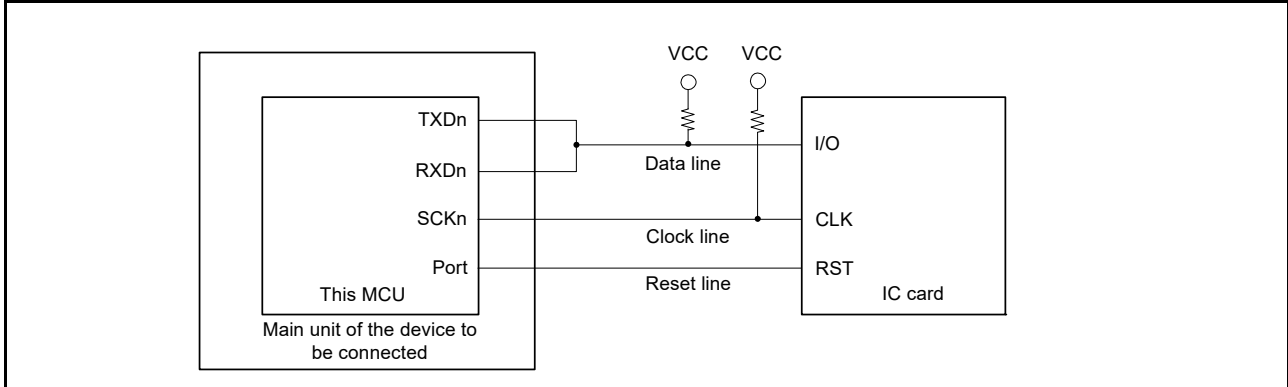 VCC
VCC
TXDn
RXDn
SCKn
Port
This MCU
Main unit of the device to
be connected
Data line
Clock line
Reset line
I/O
CLK
RST
IC card